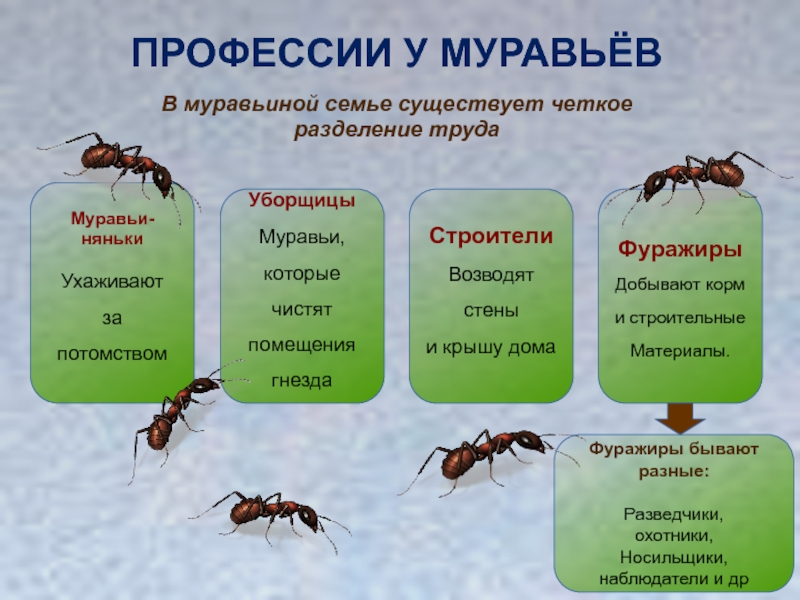 ПРОФЕССИИ У МУРАВЬЁВ
В муравьиной семье существует четкое
разделение труда
Муравьи-
няньки
Ухаживают
за
потомством
Уборщицы
Муравьи,
которые
чистят
помещения
гнезда
Строители
Возводят
стены
и крышу дома
Фуражиры
Добывают корм
и строительные
Материалы.
Фуражиры бывают
разные:
Разведчики,
охотники,
Носильщики,
наблюдатели и др